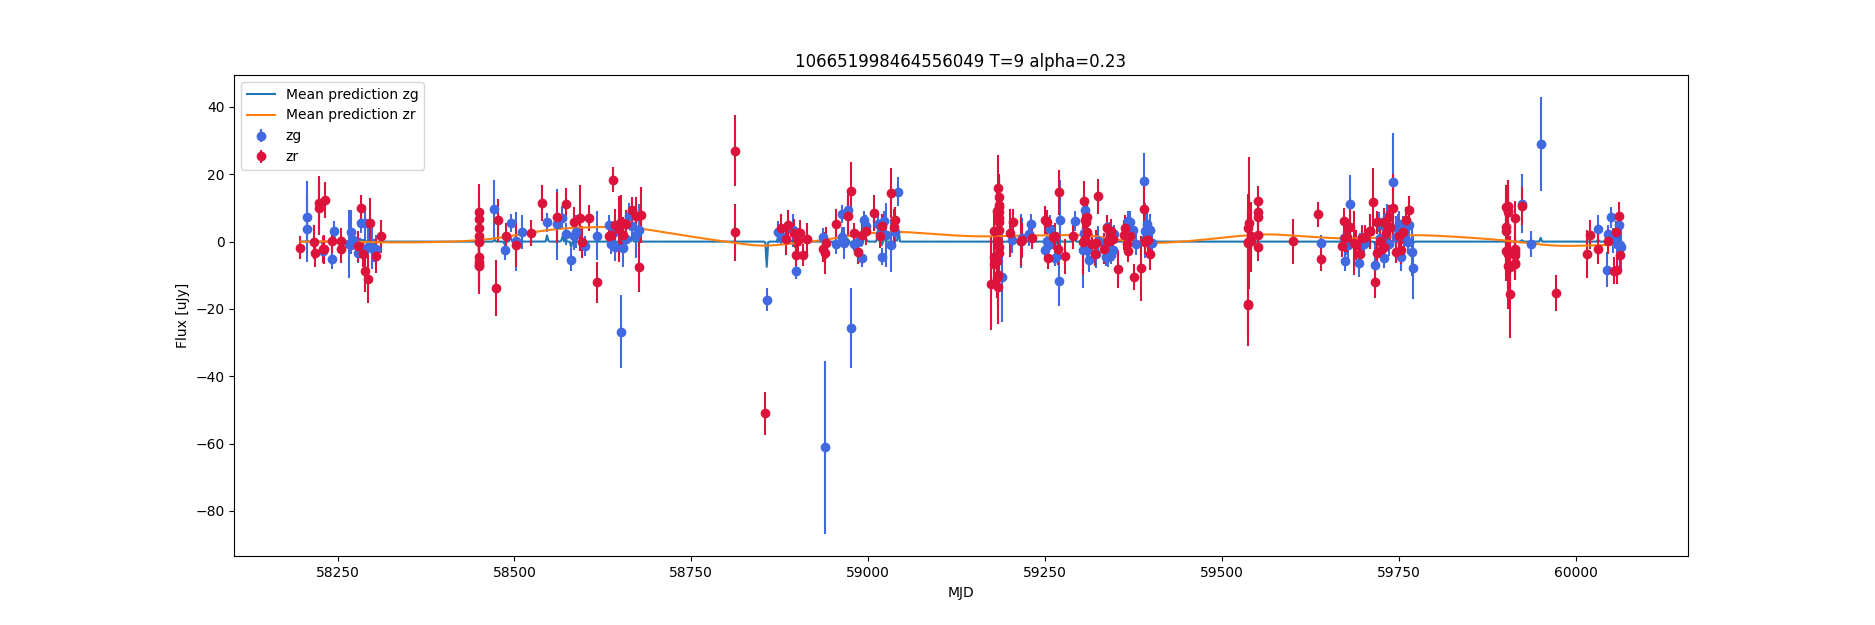 106651998464556049 T=9 alpha=0.23
Mean prediction zg
Mean prediction zr
zg
zr
40
20
0
−20
−40
−60
−80
Flux [uJy]
58250 58500 58750 59000 59250 59500 59750 60000
MJD